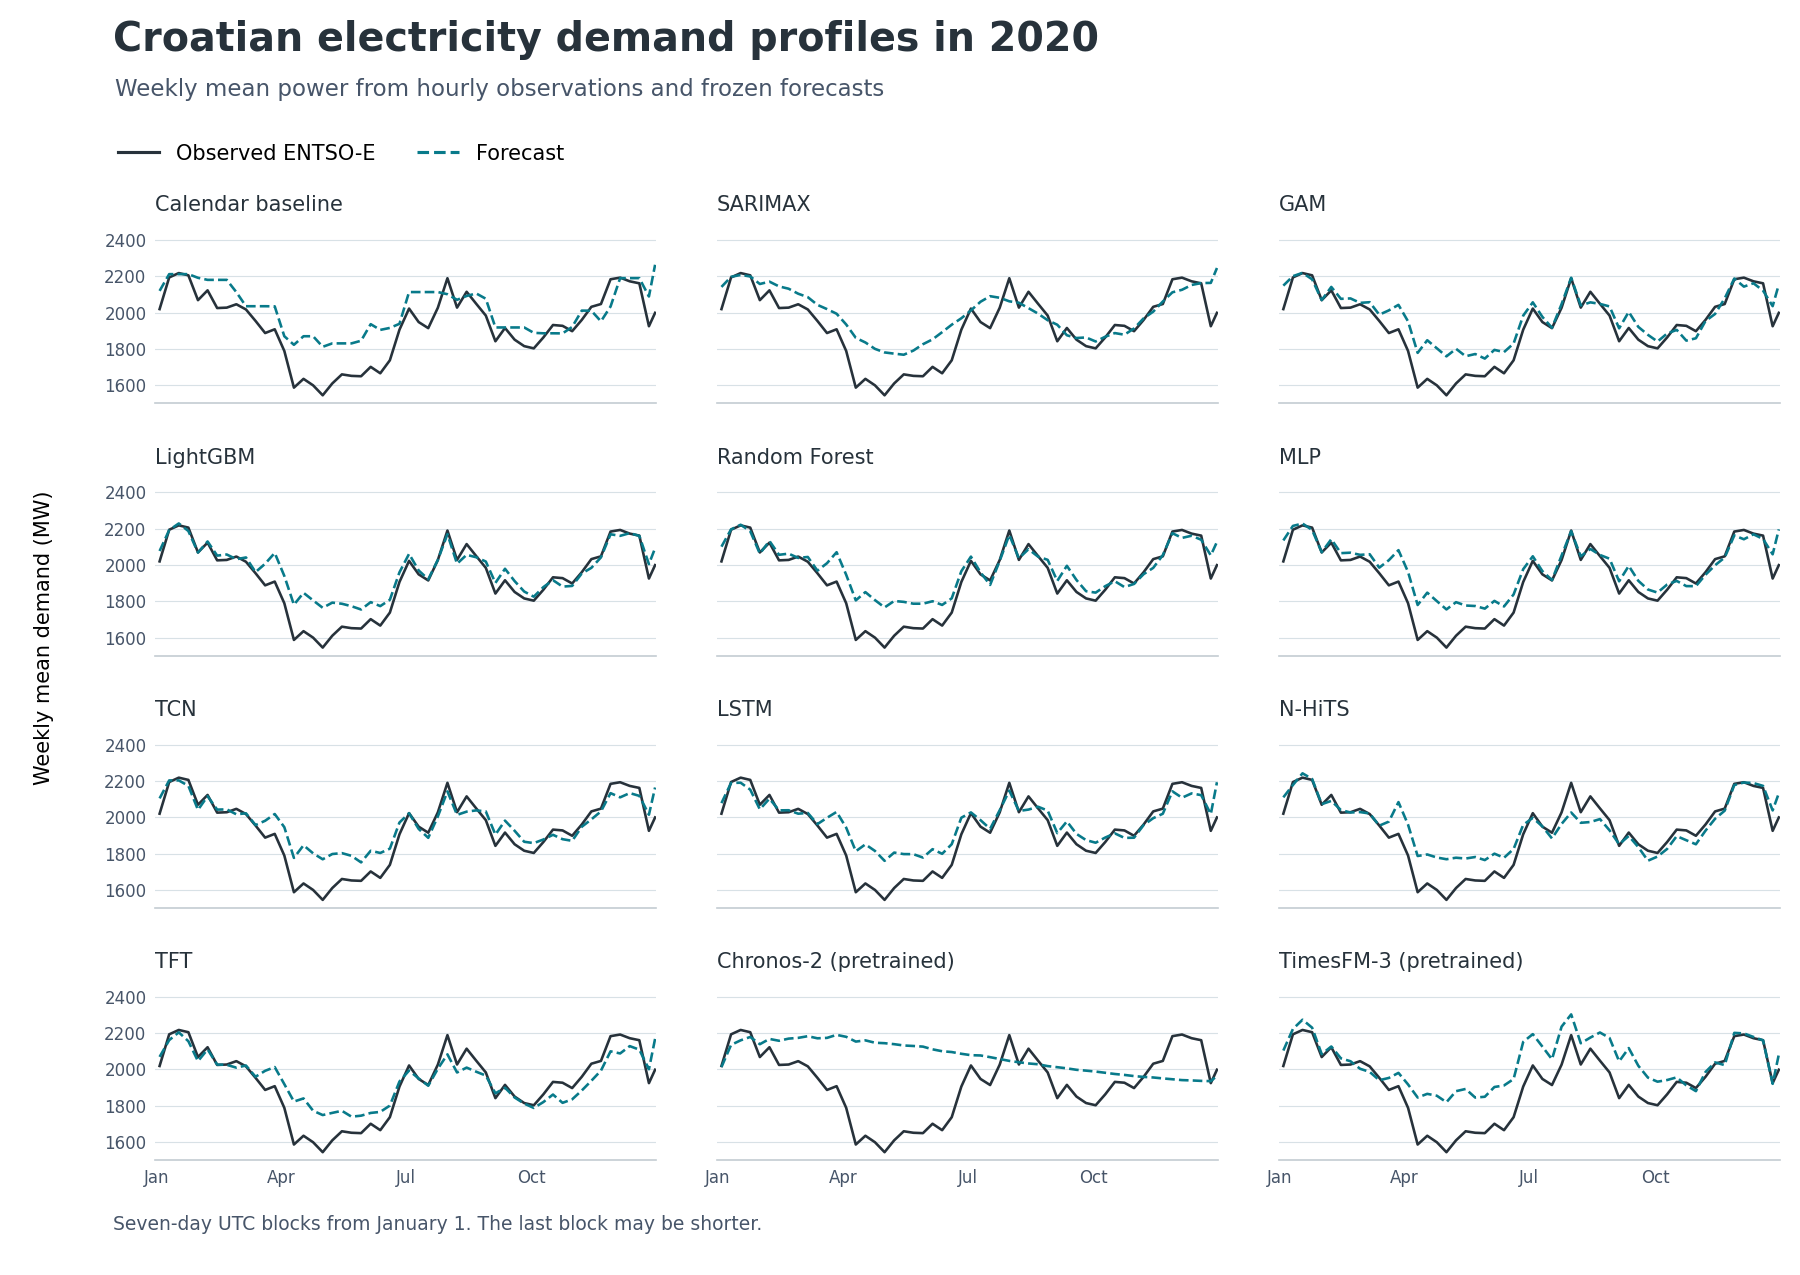 Croatian electricity demand profiles in 2020
Weekly mean power from hourly observations and frozen forecasts
Observed ENTSO-E Forecast
Calendar baseline SARIMAX GAM
2400
2200
2000
1800
1600
LightGBM Random Forest MLP
2400
2200
2000
1800
1600
Weekly mean demand (MW)
TCN LSTM N-HiTS
2400
2200
2000
1800
1600
TFT Chronos-2 (pretrained) TimesFM-3 (pretrained)
2400
2200
2000
1800
1600
Jan Apr Jul Oct Jan Apr Jul Oct Jan Apr Jul Oct
Seven-day UTC blocks from January 1. The last block may be shorter.